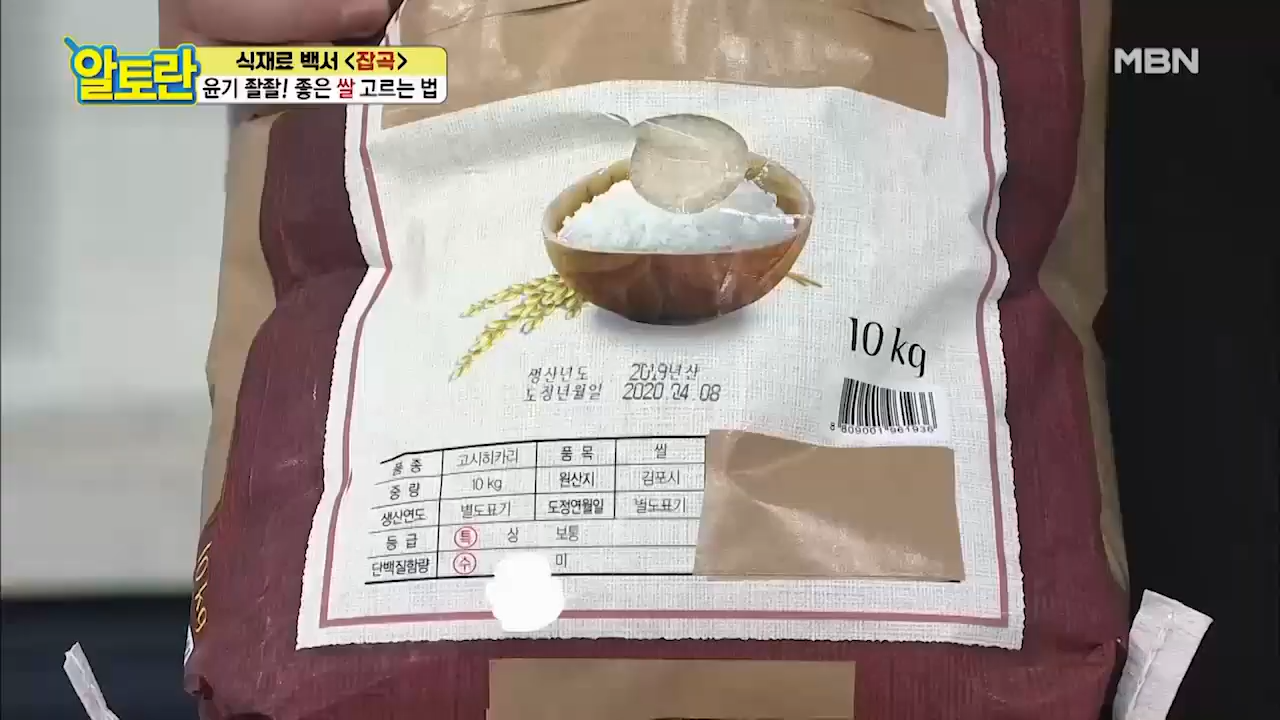 알토란
식재료 백서 <잡곡>
윤기 좔좔! 좋은 쌀 고르는 법
MBN
10 kg
생산년도 2019년산
도정년월일 2020 04.08
8 809001 961936
품 종 고시히카리 품 목 쌀
중 량 10 kg 원산지 김포시
생산연도 별도표기 도정연월일 별도표기
등 급 특 상 보통
단백질함량 수 미
10kg